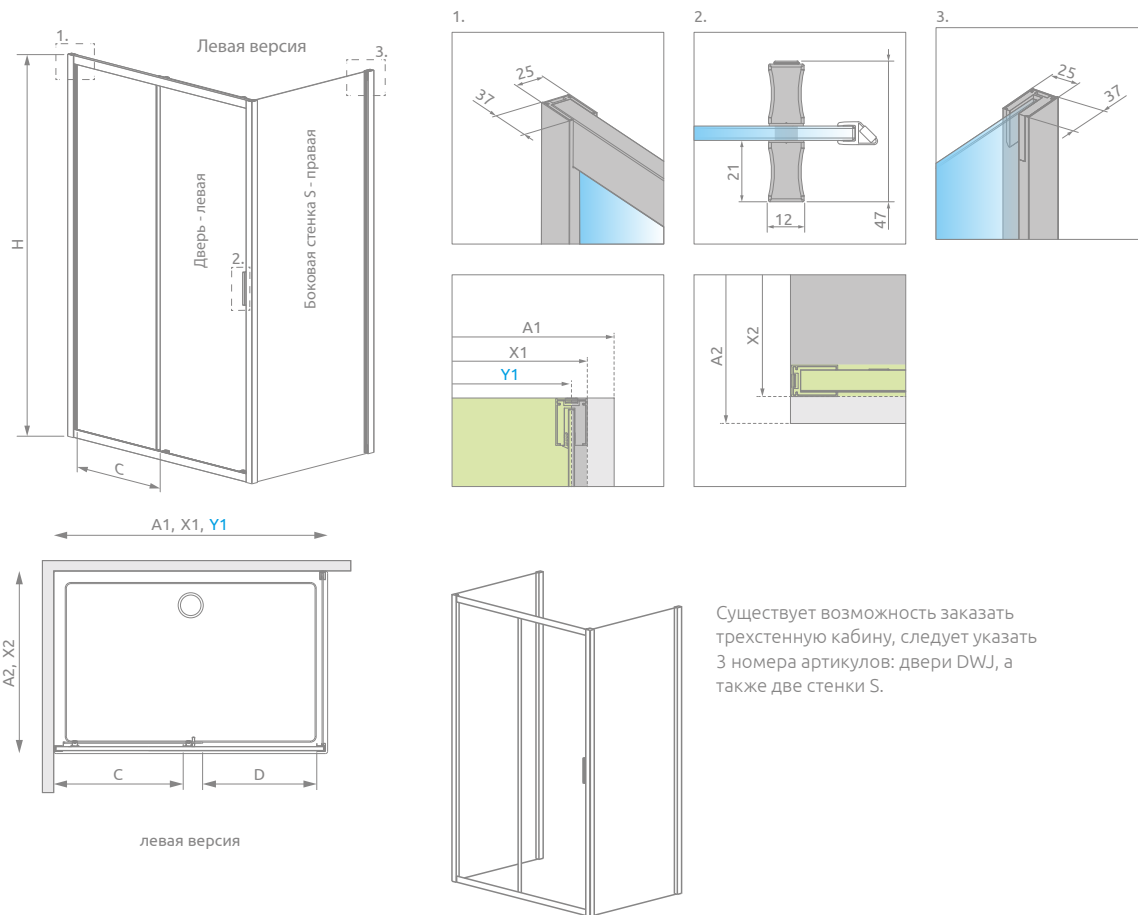 1.
Левая версия
3.
H
Дверь - левая
Боковая стенка S - правая
2.
C
1.
25
37
2.
21
12
47
3.
25
37
A1
X1
Y1
A2
X2
A1, X1, Y1
A2, X2
C
D
левая версия
Существует возможность заказать
трехстенную кабину, следует указать
3 номера артикулов: двери DWJ, а
также две стенки S.